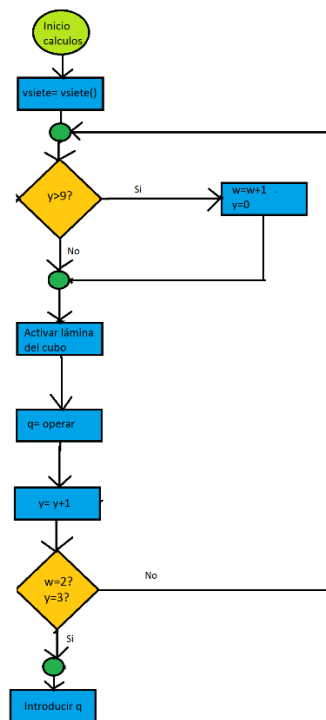 Inicio
calculos
vsiete= vsiete()
y>9?
Si
w=w+1
y=0
No
Activar lámina
del cubo
q= operar
y= y+1
w=2?
y=3?
No
Si
Introducir q